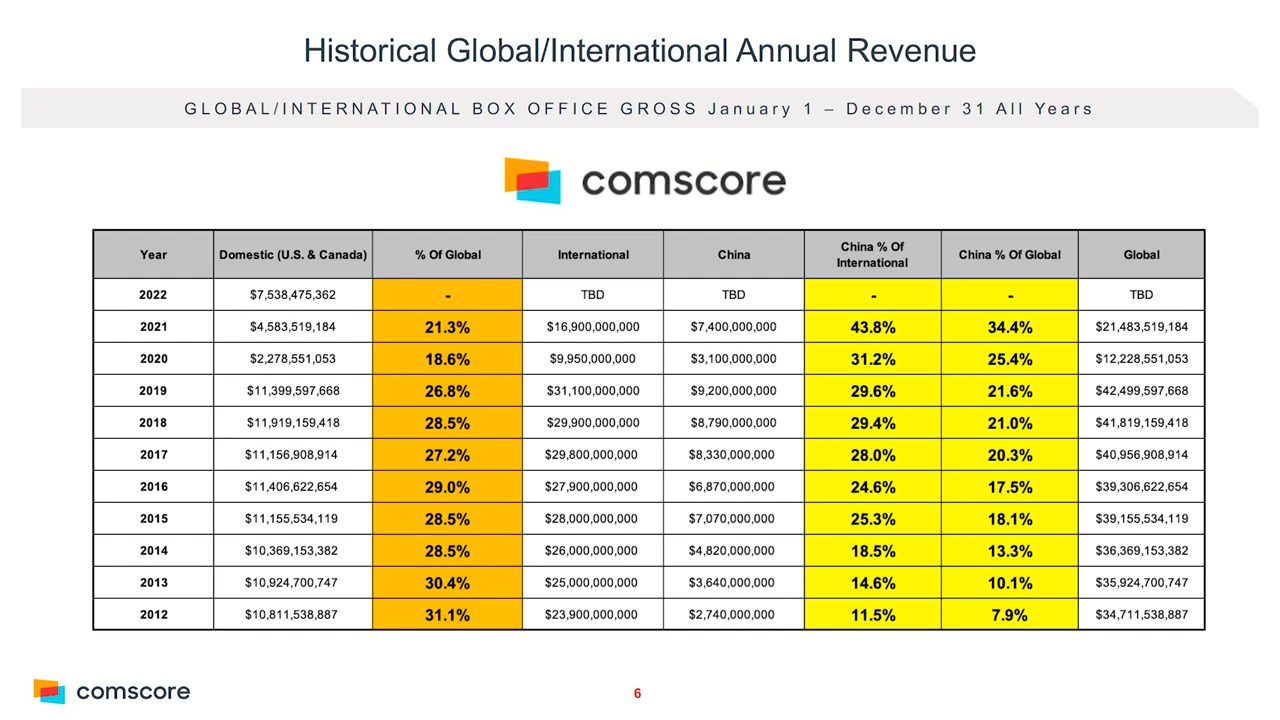 Historical Global/International Annual Revenue
GLOBAL/INTERNATIONAL BOX OFFICE GROSS January 1 – December 31 All Years
comscore
Year Domestic (U.S. & Canada) % Of Global International China China % Of International China % Of Global Global
2022 $7,538,475,362 - TBD TBD - - TBD
2021 $4,583,519,184 21.3% $16,900,000,000 $7,400,000,000 43.8% 34.4% $21,483,519,184
2020 $2,278,551,053 18.6% $9,950,000,000 $3,100,000,000 31.2% 25.4% $12,228,551,053
2019 $11,399,597,668 26.8% $31,100,000,000 $9,200,000,000 29.6% 21.6% $42,499,597,668
2018 $11,919,159,418 28.5% $29,900,000,000 $8,790,000,000 29.4% 21.0% $41,819,159,418
2017 $11,156,908,914 27.2% $29,800,000,000 $8,330,000,000 28.0% 20.3% $40,956,908,914
2016 $11,406,622,654 29.0% $27,900,000,000 $6,870,000,000 24.6% 17.5% $39,306,622,654
2015 $11,155,534,119 28.5% $28,000,000,000 $7,070,000,000 25.3% 18.1% $39,155,534,119
2014 $10,369,153,382 28.5% $26,000,000,000 $4,820,000,000 18.5% 13.3% $36,369,153,382
2013 $10,924,700,747 30.4% $25,000,000,000 $3,640,000,000 14.6% 10.1% $35,924,700,747
2012 $10,811,538,887 31.1% $23,900,000,000 $2,740,000,000 11.5% 7.9% $34,711,538,887
comscore
6